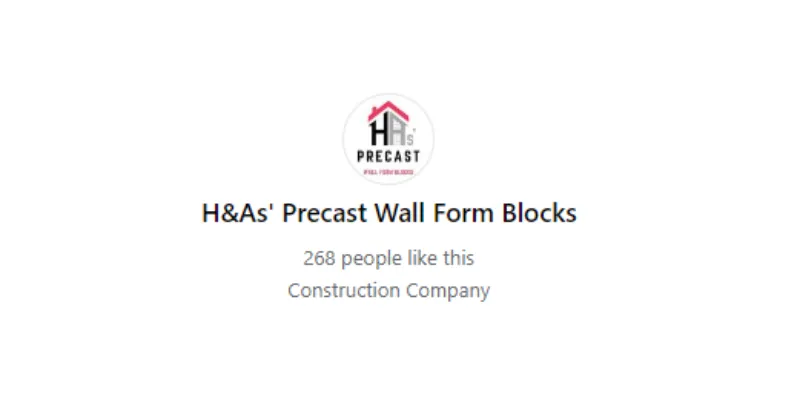 HAs'
PRECAST
WALL FORM BLOCKS
H&As' Precast Wall Form Blocks
268 people like this
Construction Company